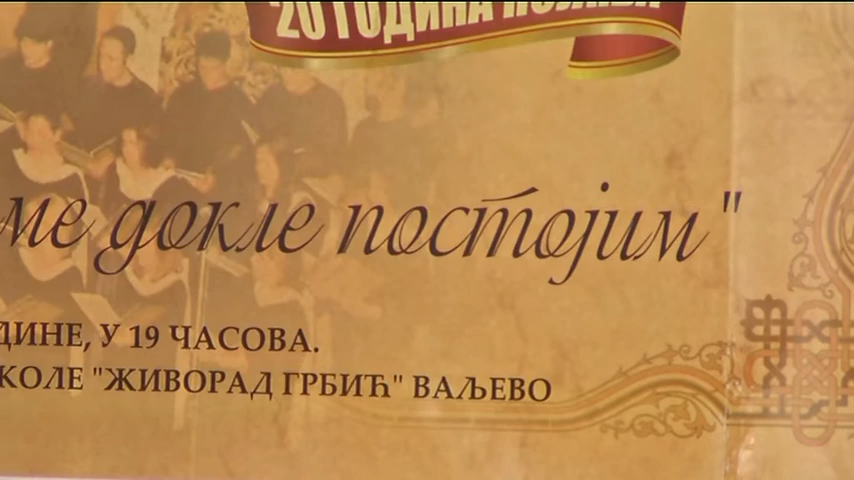 20 ГОДИНА
ме докле постојим"
ДИНЕ, У 19 ЧАСОВА.
КОЛЕ "ЖИВОРАД ГРБИЋ" ВАЉЕВО